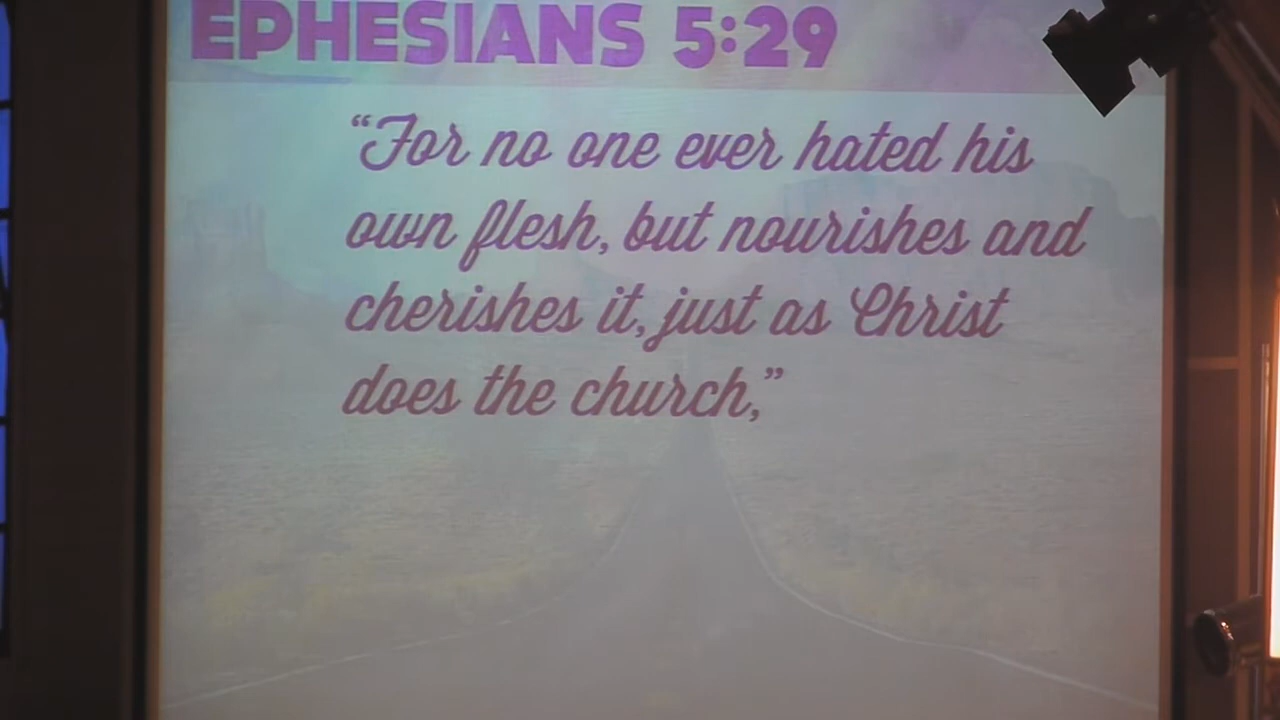 EPHESIANS 5:29
“For no one ever hated his
own flesh, but nourishes and
cherishes it, just as Christ
does the church,”